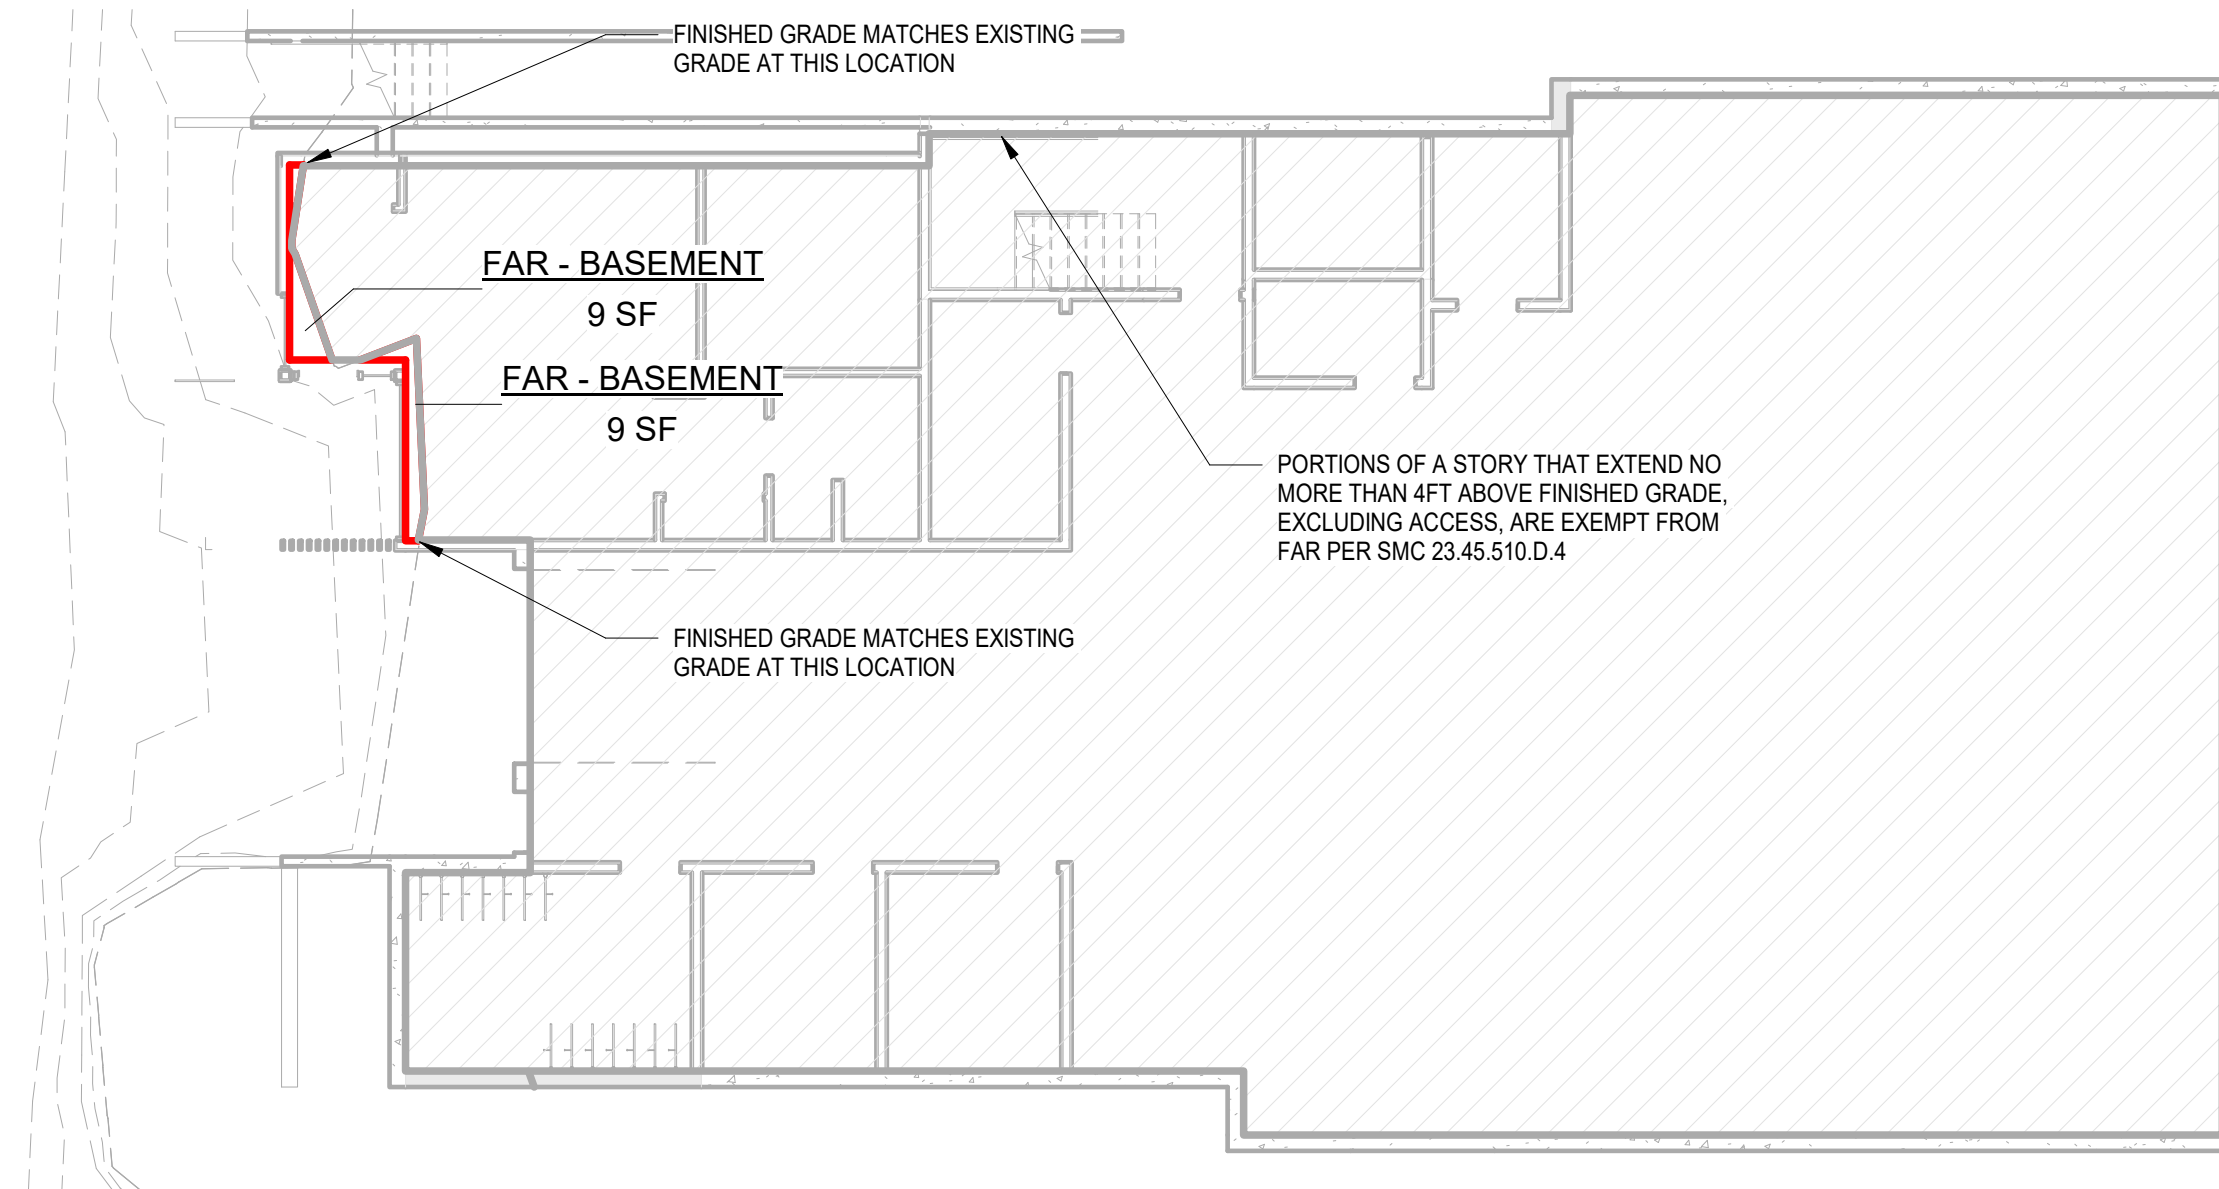 FINISHED GRADE MATCHES EXISTING
GRADE AT THIS LOCATION
FAR - BASEMENT
9 SF
FAR - BASEMENT
9 SF
PORTIONS OF A STORY THAT EXTEND NO
MORE THAN 4FT ABOVE FINISHED GRADE,
EXCLUDING ACCESS, ARE EXEMPT FROM
FAR PER SMC 23.45.510.D.4
FINISHED GRADE MATCHES EXISTING
GRADE AT THIS LOCATION